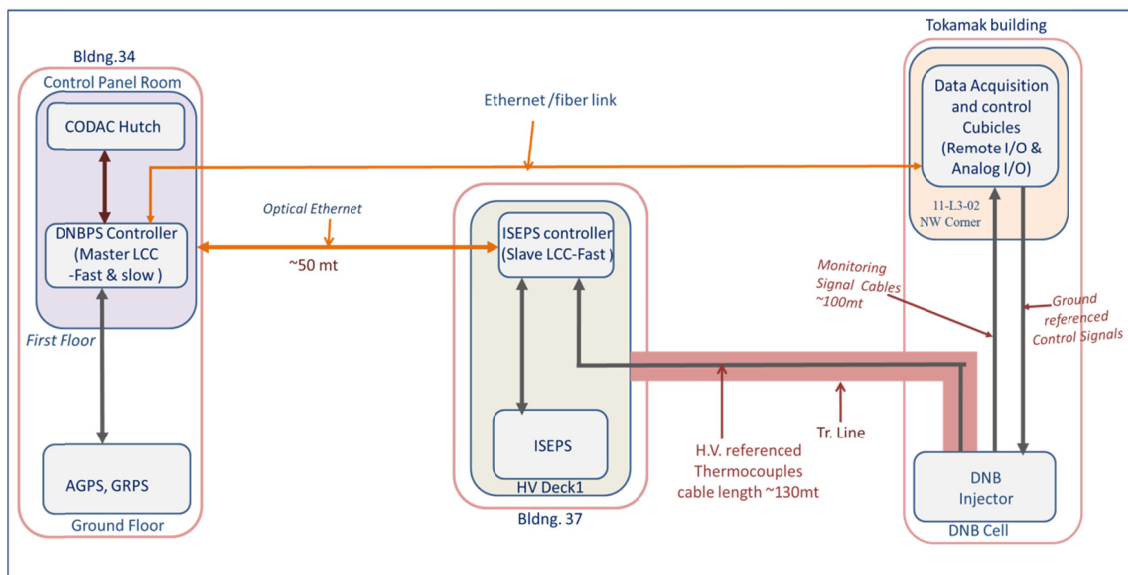 Bldng.34
Control Panel Room
CODAC Hutch
DNBPS Controller
(Master LCC
-Fast & slow )
First Floor
AGPS, GRPS
Ground Floor
Ethernet /fiber link
Optical Ethernet
~50 mt
ISEPS controller
(Slave LCC-Fast )
ISEPS
HV Deck1
Bldng. 37
H.V. referenced
Thermocouples
cable length ~130mt
Tr. Line
Tokamak building
Data Acquisition
and control
Cubicles
(Remote I/O &
Analog I/O)
11-L3-02
NW Corner
Monitoring
Signal Cables
~100mt
Ground
referenced
Control Signals
DNB
Injector
DNB Cell